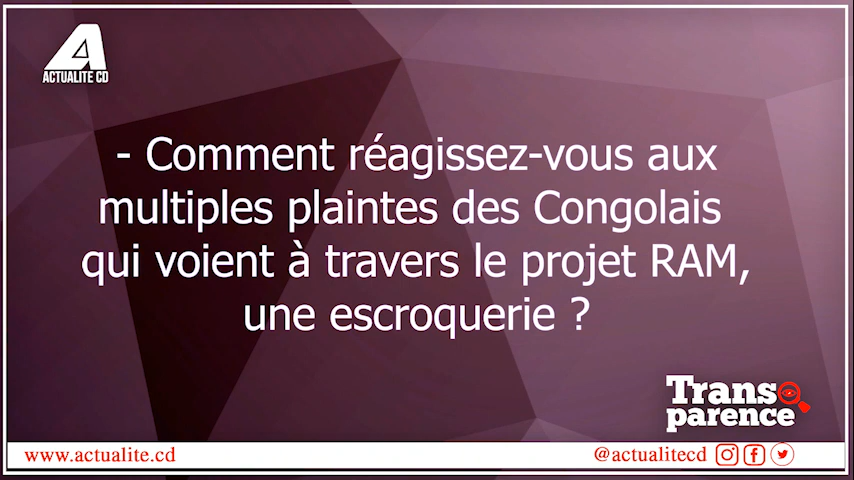 ACTUALITE CD
- Comment réagissez-vous aux
multiples plaintes des Congolais
qui voient à travers le projet RAM,
une escroquerie ?
Trans
parence
www.actualite.cd
@actualitecd